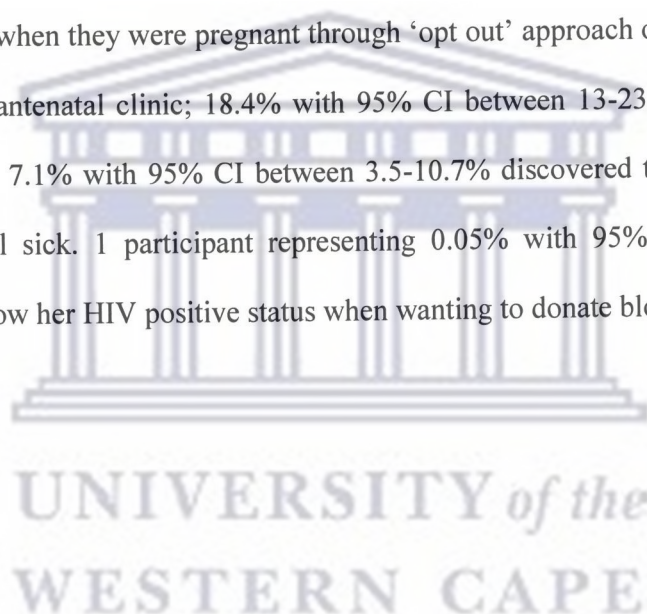 when they were pregnant through ‘opt out’ approach
antenatal clinic; 18.4% with 95% CI between 13-23
7.1% with 95% CI between 3.5-10.7% discovered
sick. 1 participant representing 0.05% with 95%
her HIV positive status when wanting to donate
UNIVERSITY of the
WESTERN CAPE